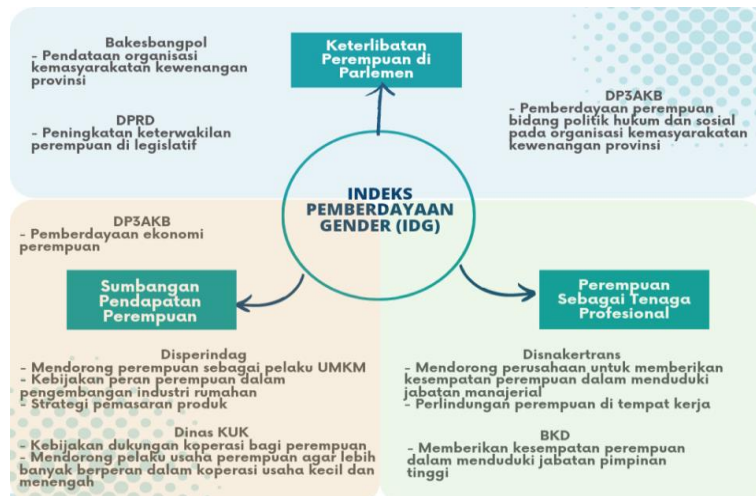 Bakesbangpol
- Pendataan organisasi
kemasyarakatan kewenangan
provinsi
DPRD
- Peningkatan keterwakilan
perempuan di legislatif
Keterlibatan
Perempuan di
Parlemen
DP3AKB
- Pemberdayaan perempuan
bidang politik hukum dan sosial
pada organisasi kemasyarakatan
kewenangan provinsi
INDEKS
PEMBERDAYAAN
GENDER (IDG)
DP3AKB
- Pemberdayaan ekonomi
perempuan
Sumbangan
Pendapatan
Perempuan
Disperindag
- Mendorong perempuan sebagai pelaku UMKM
- Kebijakan peran perempuan dalam
pengembangan industri rumahan
- Strategi pemasaran produk
Dinas KUK
- Kebijakan dukungan koperasi bagi perempuan
- Mendorong pelaku usaha perempuan agar lebih
banyak berperan dalam koperasi usaha kecil dan
menengah
Perempuan
Sebagai Tenaga
Profesional
Disnakertrans
- Mendorong perusahaan untuk memberikan
kesempatan perempuan dalam menduduki
jabatan manajerial
- Perlindungan perempuan di tempat kerja
BKD
- Memberikan kesempatan perempuan
dalam menduduki jabatan pimpinan
tinggi